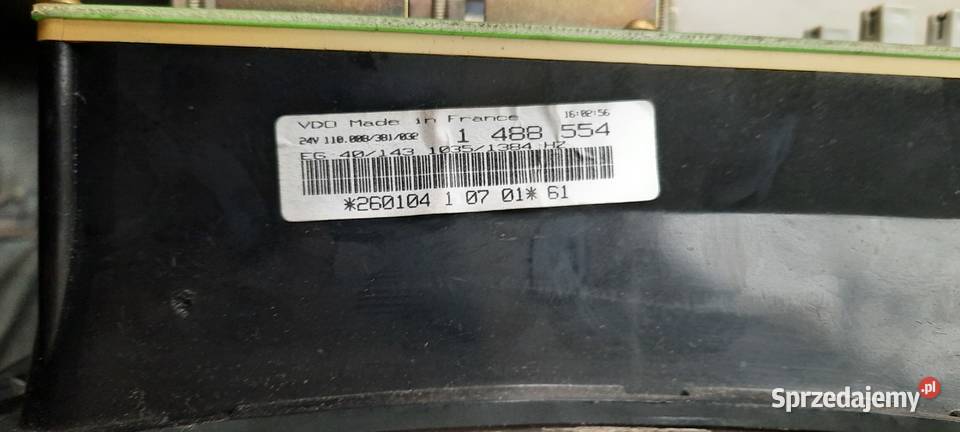 VDO Made in France 16:02:56
24V 110.008/381/032 1 488 554
EG 40/143 1035/1384 HZ
*260104 1 07 01* 61
Sprzedajemy.pl